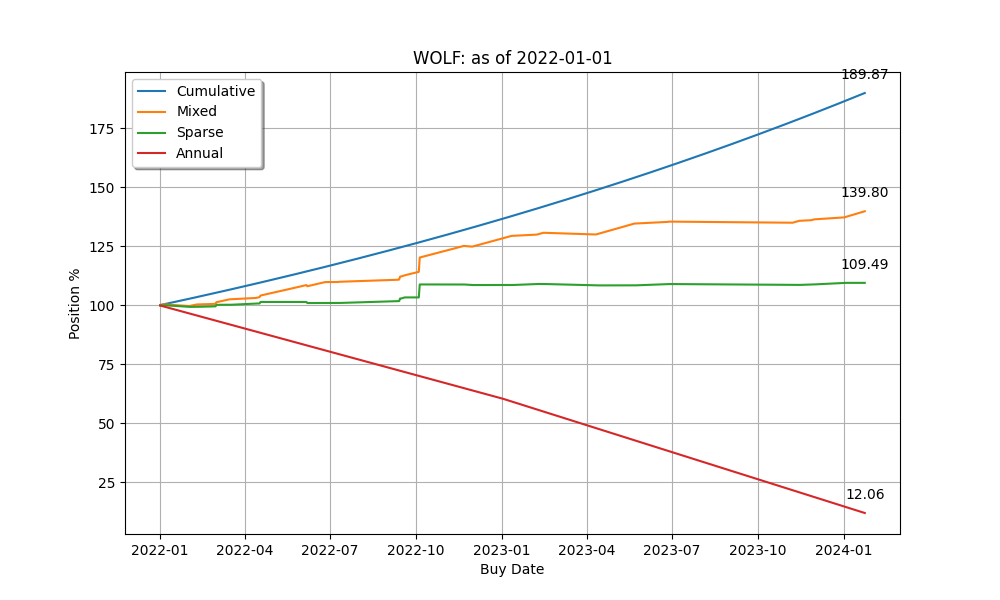 WOLF: as of 2022-01-01
Cumulative
Mixed
Sparse
Annual
189.87
139.80
109.49
12.06
Position %
175
150
125
100
75
50
25
2022-01 2022-04 2022-07 2022-10 2023-01 2023-04 2023-07 2023-10 2024-01
Buy Date